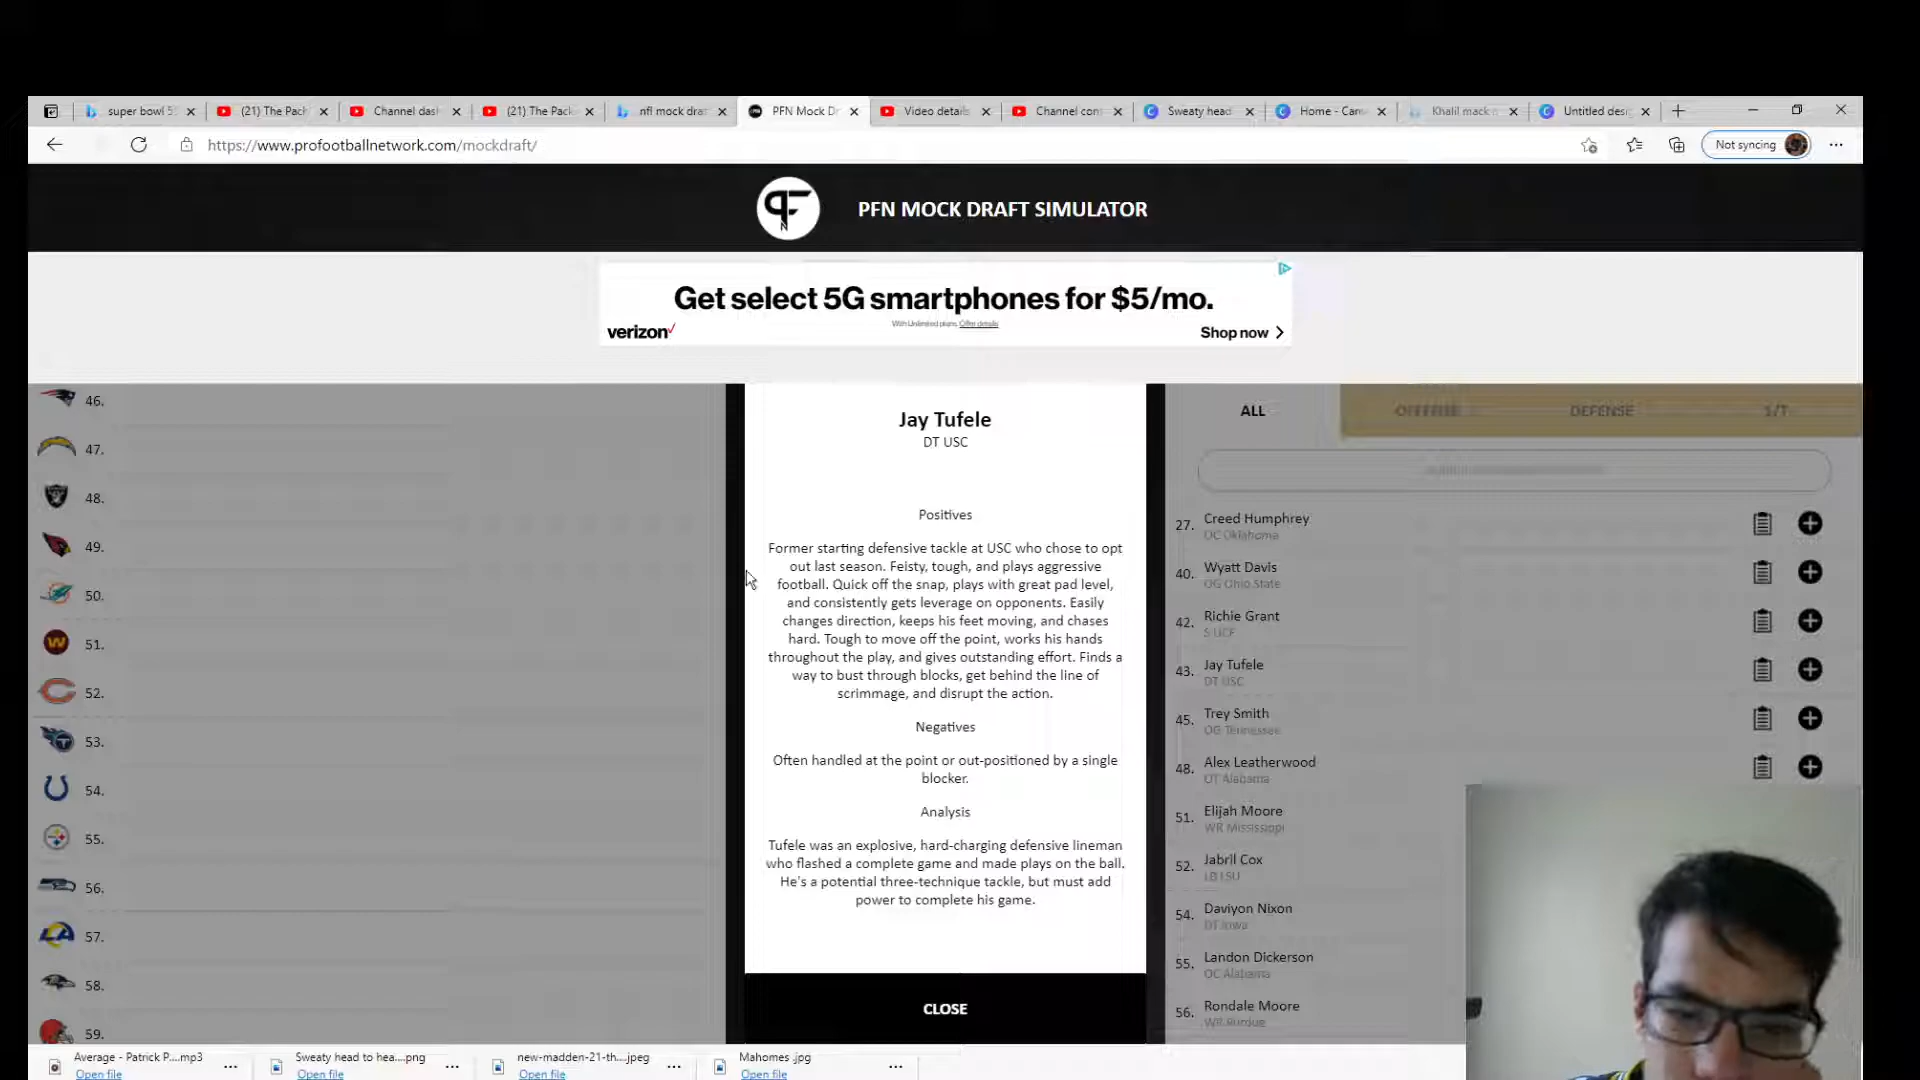 super bowl 5
(21) The Pack
Channel das
(21) The Pack
nfl mock dra
PFN Mock Dr
Video details
Channel con
Sweaty head
Home - Can
Khalil mack
Untitled desi
https://www.profootballnetwork.com/mockdraft/
Not syncing
PFN
PFN MOCK DRAFT SIMULATOR
Get select 5G smartphones for $5/mo.
With Unlimited plans. Offer details
verizon
Shop now
46.
47.
48.
49.
50.
51.
52.
53.
54.
55.
56.
57.
58.
59.
Jay Tufele
DT USC
Positives
Former starting defensive tackle at USC who chose to opt
out last season. Feisty, tough, and plays aggressive
football. Quick off the snap, plays with great pad level,
and consistently gets leverage on opponents. Easily
changes direction, keeps his feet moving, and chases
hard. Tough to move off the point, works his hands
throughout the play, and gives outstanding effort. Finds a
way to bust through blocks, get behind the line of
scrimmage, and disrupt the action.
Negatives
Often handled at the point or out-positioned by a single
blocker.
Analysis
Tufele was an explosive, hard-charging defensive lineman
who flashed a complete game and made plays on the ball.
He's a potential three-technique tackle, but must add
power to complete his game.
CLOSE
ALL
OFFENSE
DEFENSE
S/T
27. Creed Humphrey
OC Oklahoma
40. Wyatt Davis
OG Ohio State
42. Richie Grant
S UCF
43. Jay Tufele
DT USC
45. Trey Smith
OG Tennessee
48. Alex Leatherwood
OT Alabama
51. Elijah Moore
WR Mississippi
52. Jabril Cox
LB LSU
54. Daviyon Nixon
DT Iowa
55. Landon Dickerson
OC Alabama
56. Rondale Moore
WR Purdue
Average - Patrick P....mp3
Open file
Sweaty head to hea....png
Open file
new-madden-21-th....jpeg
Open file
Mahomes .jpg
Open file